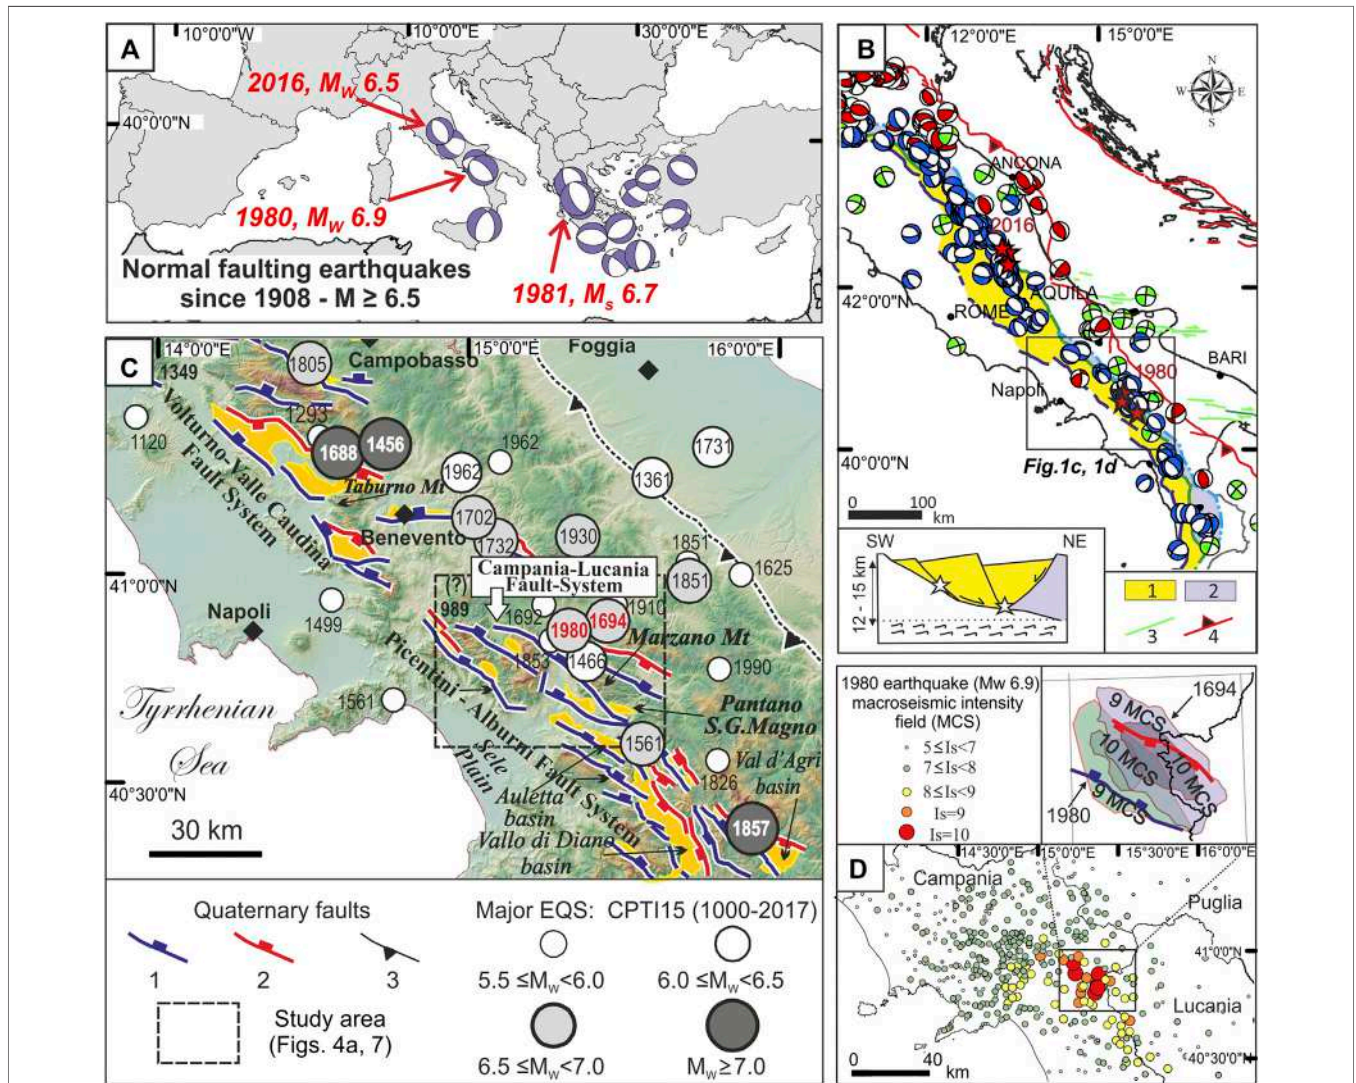 A
10°0'0"W
10°0'0"E
30°0'0"E
40°0'0"N
2016, Mw 6.5
1980, Mw 6.9
1981, Ms 6.7
Normal faulting earthquakes
since 1908 - M ≥ 6.5
B
12°0'0"E
15°0'0"E
N
W
E
S
ANCONA
2016
42°0'0"N
AQUILA
ROME
BARI
1980
Napoli
40°0'0"N
Fig.1c, 1d
0
100
km
SW
NE
12 - 15 km
1
2
3
4
C
14°0'0"E
15°0'0"E
16°0'0"E
Campobasso
Foggia
1805
1349
1293
1120
1688
1456
1962
1962
1731
1361
Volturno-Valle Caudina
Fault System
Taburno Mt
1702
Benevento
1732
1930
1851
1851
1625
Campania-Lucania
Fault-System
41°0'0"N
(?)
989
1692
1910
1694
1980
Napoli
1499
Marzano Mt
1853
1466
1990
Picentini - Alburni Fault System
1561
Pantano
S.G.Magno
Tyrrhenian
Sea
Sele
Plain
1561
Val d'Agri
basin
1826
40°30'0"N
Auletta
basin
1857
30 km
Vallo di Diano
basin
Quaternary faults
1
2
3
Study area
(Figs. 4a, 7)
Major EQS: CPTI15 (1000-2017)
5.5 ≤Mw<6.0
6.0 ≤Mw<6.5
6.5 ≤Mw<7.0
Mw≥7.0
1980 earthquake (Mw 6.9)
macroseismic intensity
field (MCS)
5≤Is<7
7≤Is<8
8≤Is<9
Is=9
Is=10
1694
9 MCS
10 MCS
10 MCS
9 MCS
1980
D
14°30'0"E
15°0'0"E
15°30'0"E
16°0'0"E
Campania
Puglia
41°0'0"N
Lucania
40°30'0"N
0
40
km